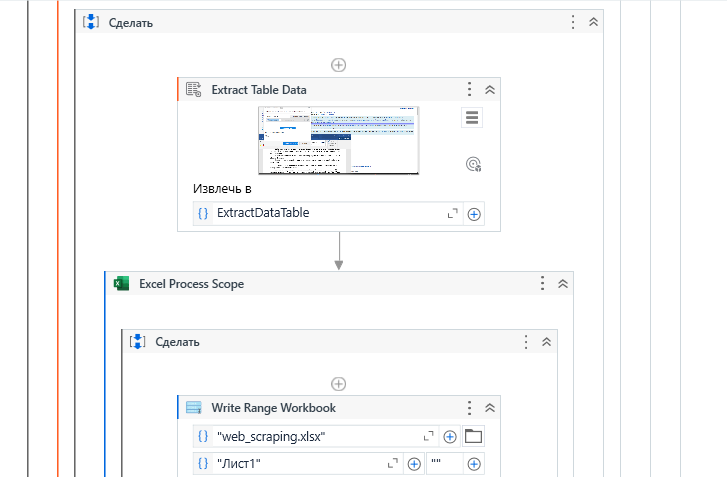 Сделать
Extract Table Data
Извлечь в
{} ExtractDataTable
Excel Process Scope
Сделать
Write Range Workbook
{} "web_scraping.xlsx"
{} "Лист1" ""